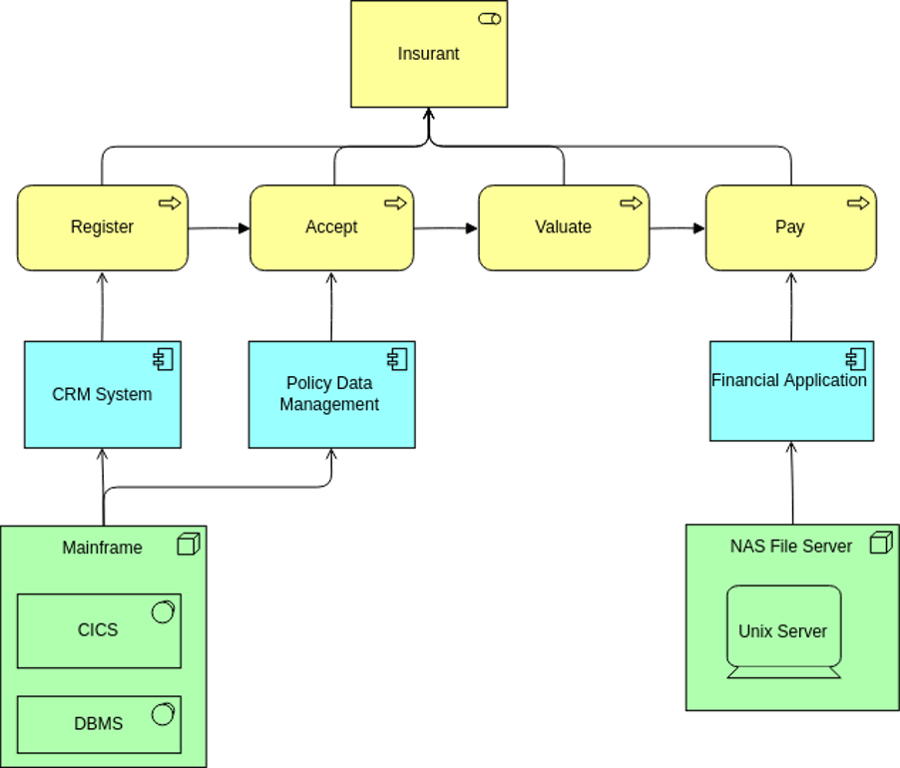 Insurant
Register
Accept
Valuate
Pay
CRM System
Policy Data
Management
Financial Application
Mainframe
NAS File Server
CICS
Unix Server
DBMS